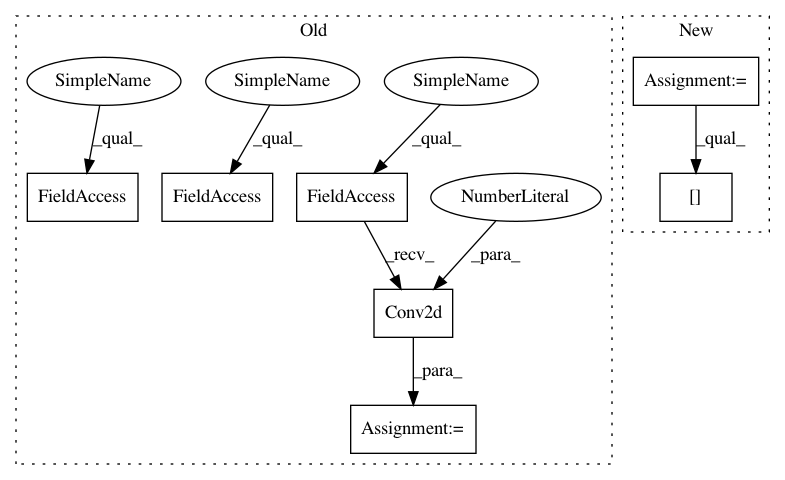 Old
New
SimpleName
SimpleName
SimpleName
Assignment:=
_qual_
_qual_
_qual_
_qual_
FieldAccess
FieldAccess
FieldAccess
NumberLiteral
[]
_recv_
_para_
Conv2d
_para_
Assignment:=